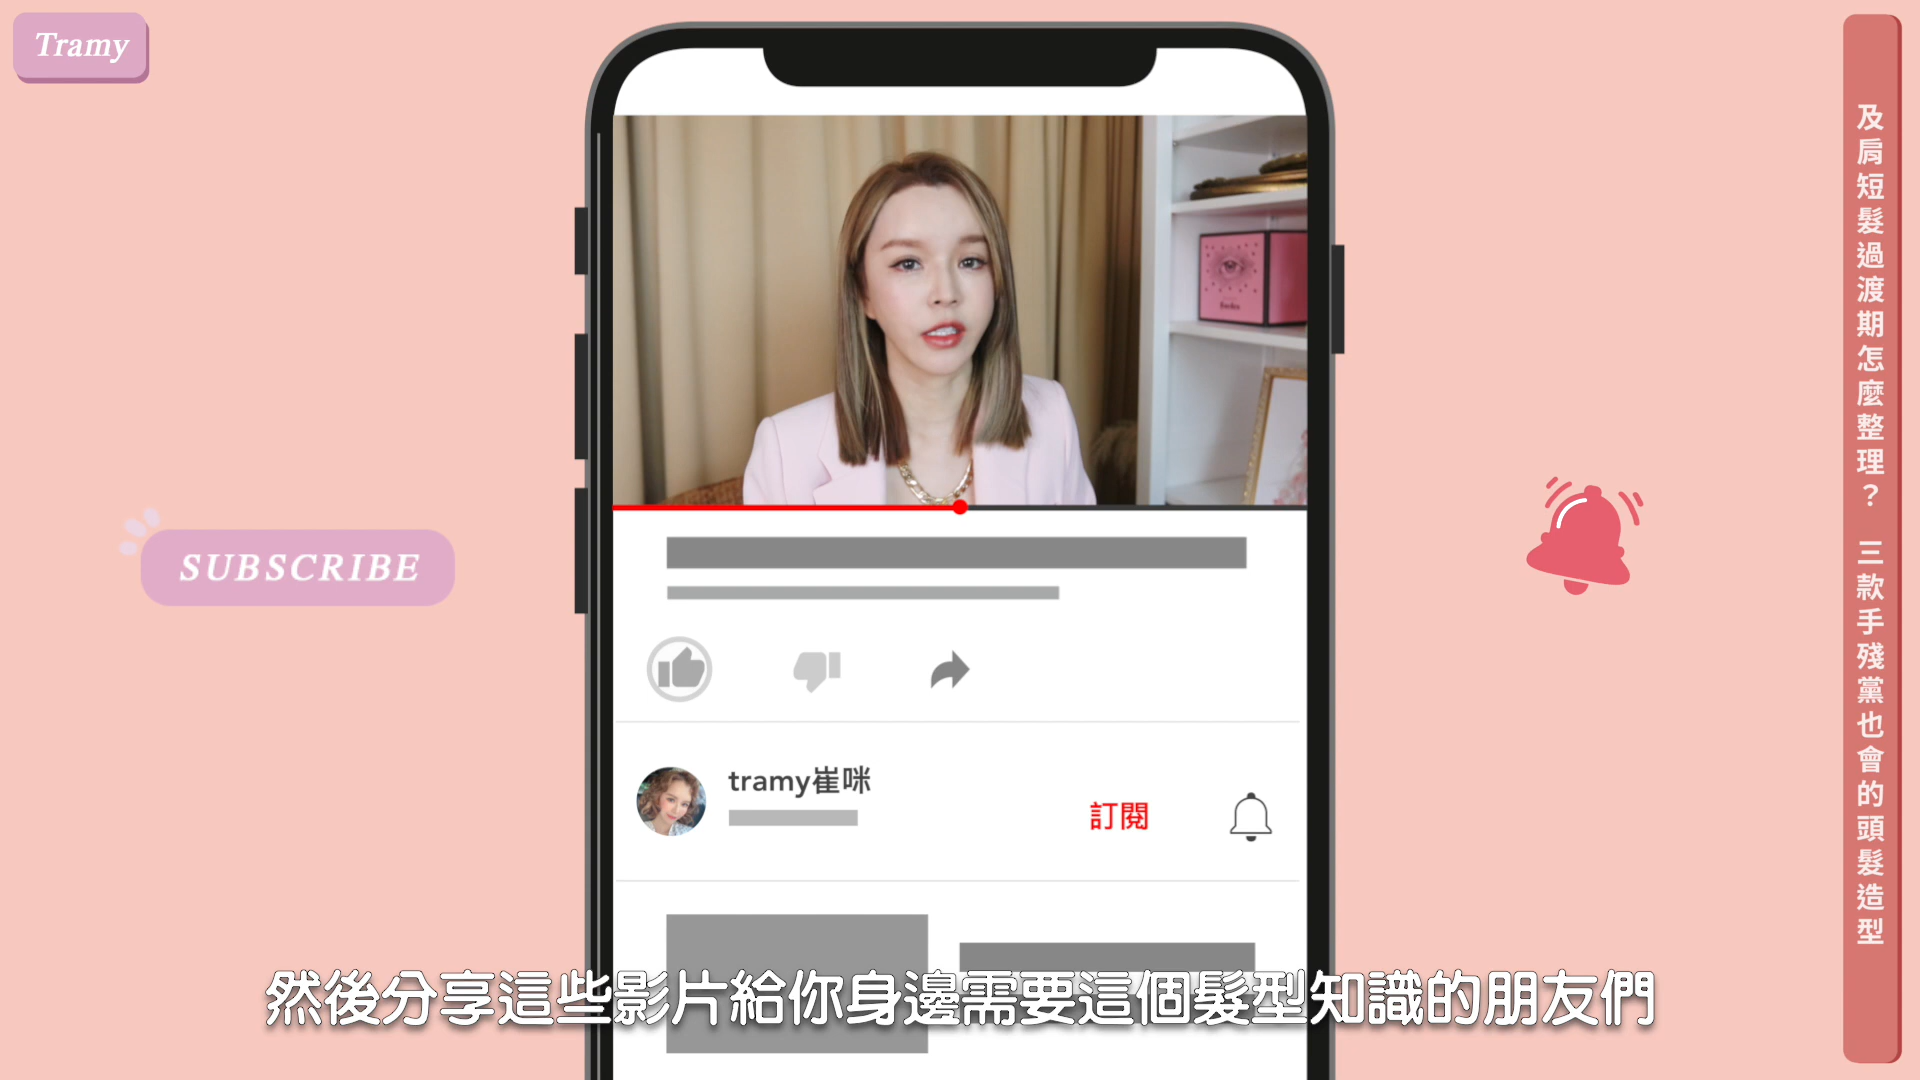 Tramy
及肩短髮過渡期怎麼整理？ 三款手殘黨也會的頭髮造型
SUBSCRIBE
tramy崔咪
訂閱
然後分享這些影片給你身邊需要這個髮型知識的朋友們